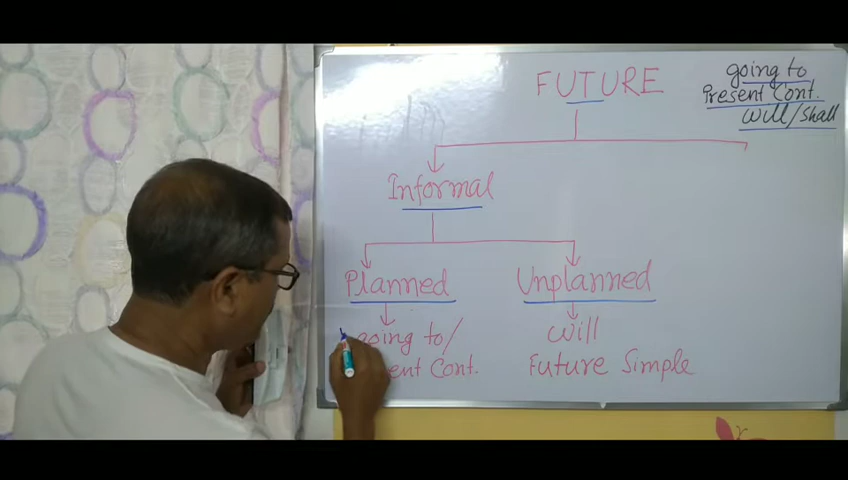 FUTURE
going to
Present Cont.
Will/Shall
Informal
Planned
Unplanned
going to/
ent Cont.
Will
Future Simple